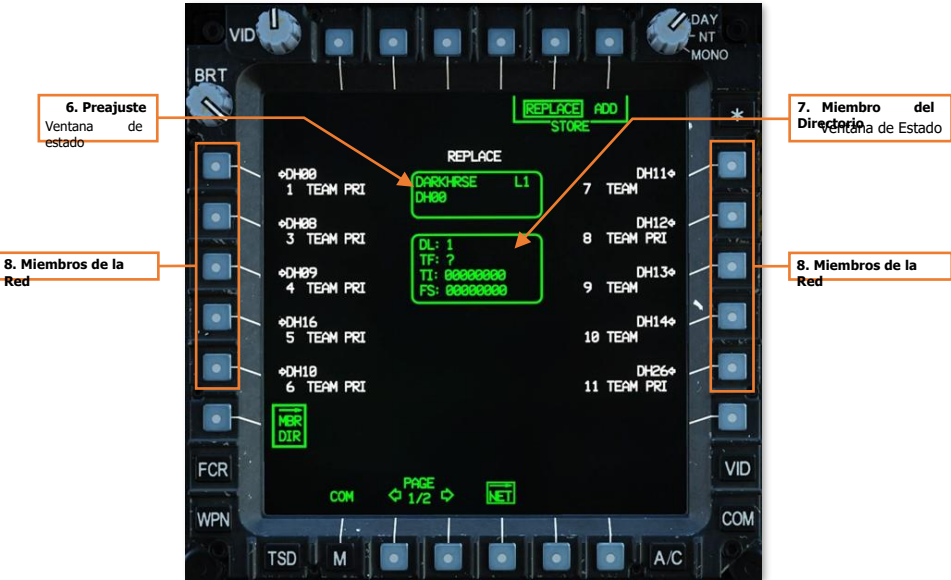 VID
DAY
NT
MONO
BRT
*
6. Preajuste
Ventana de
estado
7. Miembro del
Directorio
Ventana de Estado
REPLACE ADD
STORE
REPLACE
DARKHRSE L1
DH00
DL: 1
TF: ?
TI: 00000000
FS: 00000000
DH00
1 TEAM PRI
DH08
3 TEAM PRI
DH09
4 TEAM PRI
DH16
5 TEAM PRI
DH10
6 TEAM PRI
DH11
7 TEAM
DH12
8 TEAM PRI
DH13
9 TEAM
DH14
10 TEAM
DH26
11 TEAM PRI
8. Miembros de la
Red
8. Miembros de la
Red
MBR
DIR
FCR
VID
PAGE
COM 1/2 NET
WPN
COM
TSD M A/C